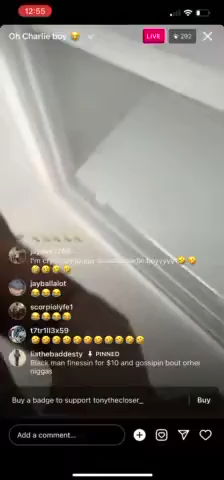 12:55
Oh Charlie boy 😂
LIVE 292
I'm cry
🤣🤣
🤣🤣🤣🤣
jayballalot
😂😂😂
scorpiolyfe1
😂😂😂😂
t7tr1ll3x59
🤣🤣🤣🤣🤣🤣🤣🤣🤣🤣🤣
liathebaddesty PINNED
Black man finessin for $10 and gossipin bout other
niggas
Buy a badge to support tonythecloser_ Buy
Add a comment...